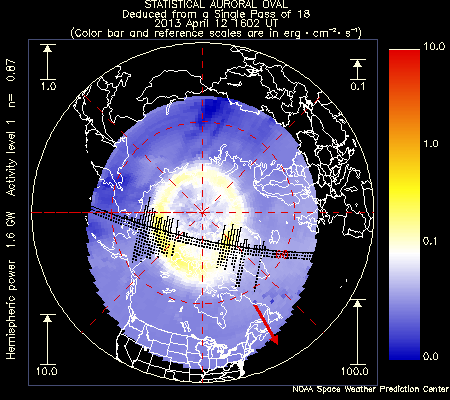 STATISTICAL AURORAL OVAL
Deduced from a Single Pass of 18
2013 April 12 1602 UT
(Color bar and reference scales are in erg · cm⁻² · s⁻¹)
Hemispheric power 1.6 GW Activity level 1 n= 0.87
1.0
0.1
10.0
100.0
10.0
1.0
0.1
0.0
NOAA Space Weather Prediction Center